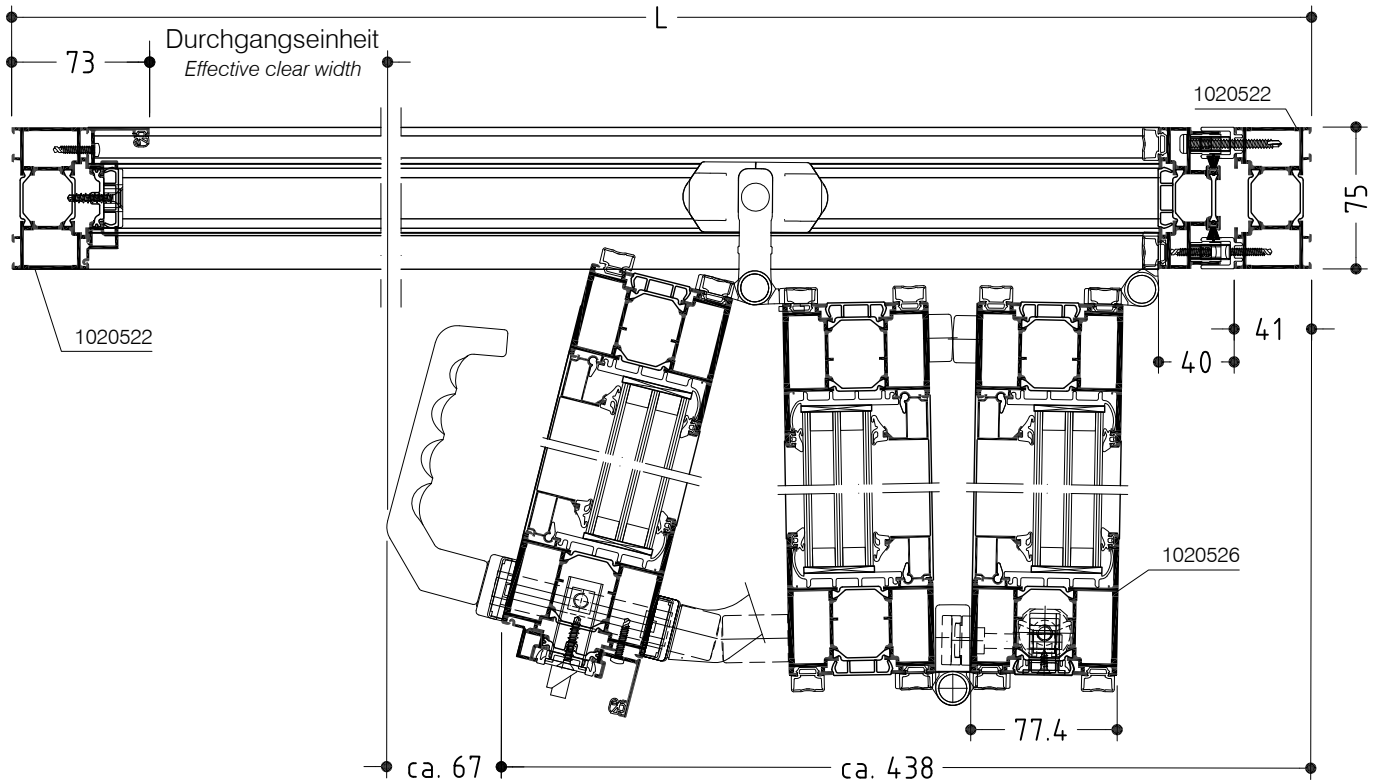 L
Durchgangseinheit
Effective clear width
73
1020522
75
1020522
41
40
1020526
77.4
ca. 67
ca. 438